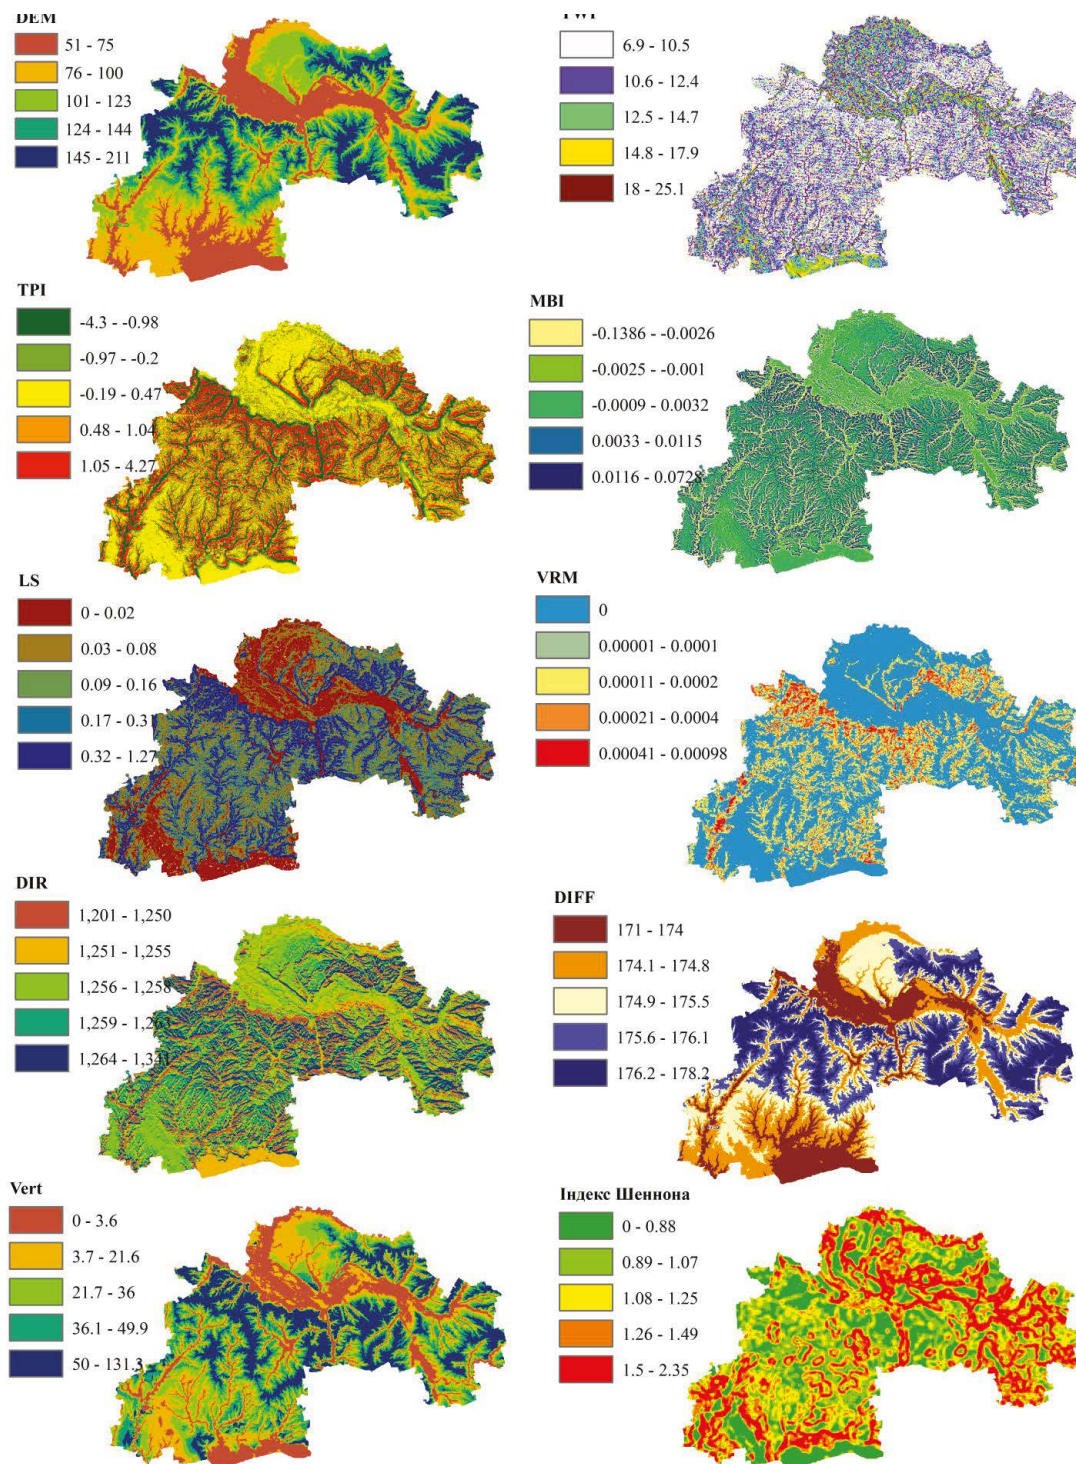 DEM
51 - 75
76 - 100
101 - 123
124 - 144
145 - 211
TWI
6.9 - 10.5
10.6 - 12.4
12.5 - 14.7
14.8 - 17.9
18 - 25.1
TPI
-4.3 - -0.98
-0.97 - -0.2
-0.19 - 0.47
0.48 - 1.04
1.05 - 4.27
MBI
-0.1386 - -0.0026
-0.0025 - -0.001
-0.0009 - 0.0032
0.0033 - 0.0115
0.0116 - 0.0728
LS
0 - 0.02
0.03 - 0.08
0.09 - 0.16
0.17 - 0.31
0.32 - 1.27
VRM
0
0.00001 - 0.0001
0.00011 - 0.0002
0.00021 - 0.0004
0.00041 - 0.00098
DIR
1,201 - 1,250
1,251 - 1,255
1,256 - 1,258
1,259 - 1,263
1,264 - 1,341
DIFF
171 - 174
174.1 - 174.8
174.9 - 175.5
175.6 - 176.1
176.2 - 178.2
Vert
0 - 3.6
3.7 - 21.6
21.7 - 36
36.1 - 49.9
50 - 131.3
Індекс Шеннона
0 - 0.88
0.89 - 1.07
1.08 - 1.25
1.26 - 1.49
1.5 - 2.35